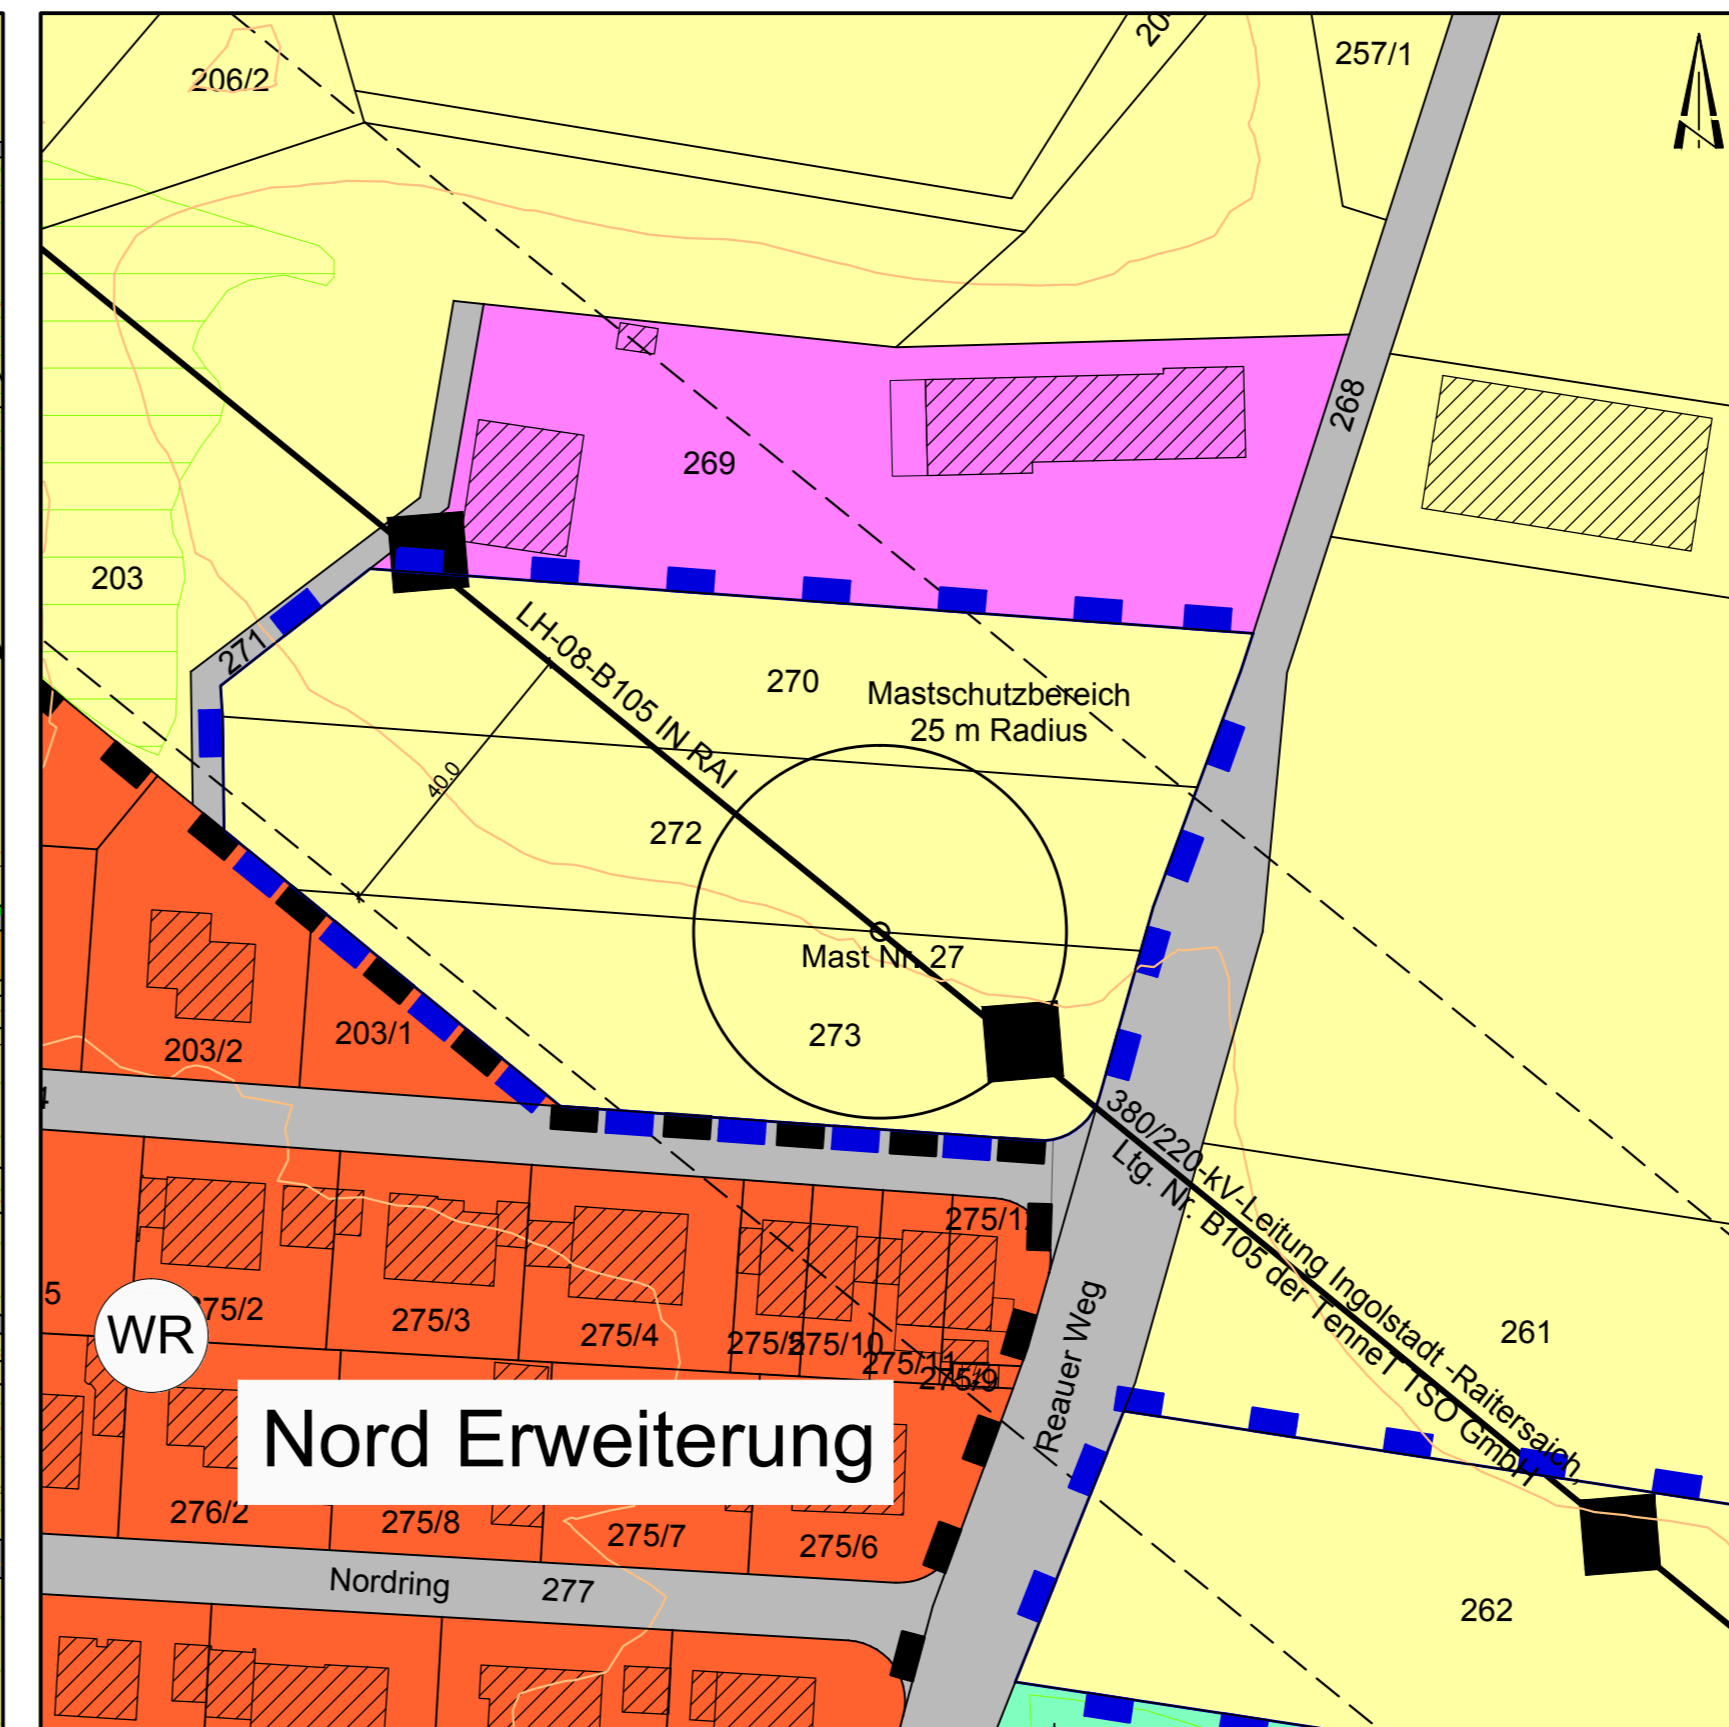 257/1
206/2
268
269
203
271
LH-08-B105 IN RAI
270
Mastschutzbereich
25 m Radius
40.0
272
Mast Nr. 27
273
203/1
203/2
380/220-kV-Leitung Ingolstadt -Raitersaich,
Ltg. Nr. B105 der TenneT TSO GmbH
275/2
275/3
275/4
275/10
275/11
275/9
5
WR
Reauer Weg
261
Nord Erweiterung
276/2
275/8
275/7
275/6
Nordring
277
262